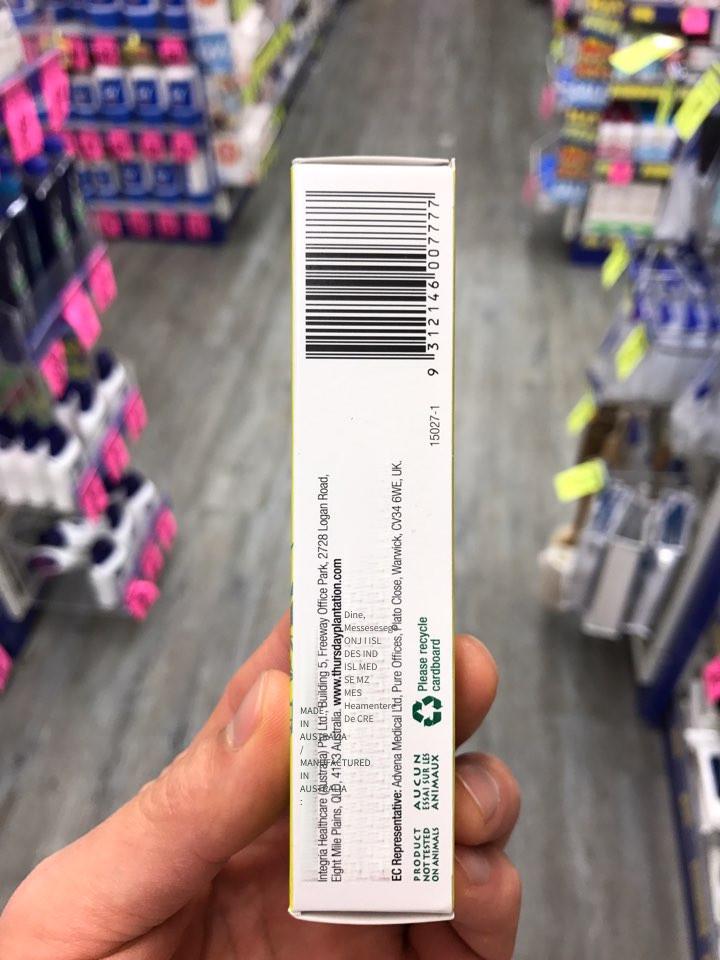 9 312146 007777
15027-1
Integria Healthcare (Australia) Pty Ltd, Building 5, Freeway Office Park, 2728 Logan Road,
Eight Mile Plains, QLD, 4113 Australia. www.thursdayplantation.com
MADE
IN
AUSTRALIA
/
MANUFACTURED
IN
AUSTRALIA
:
Dine,
ONJ I ISL
DES IND
ISL MED
SE MZ
MES
De CRE
EC Representative: Advena Medical Ltd, Pure Offices, Plato Close, Warwick, CV34 6WE, UK.
Please recycle
cardboard
PRODUCT
NOT TESTED
ON ANIMALS
AUCUN
ESSAI SUR LES
ANIMAUX